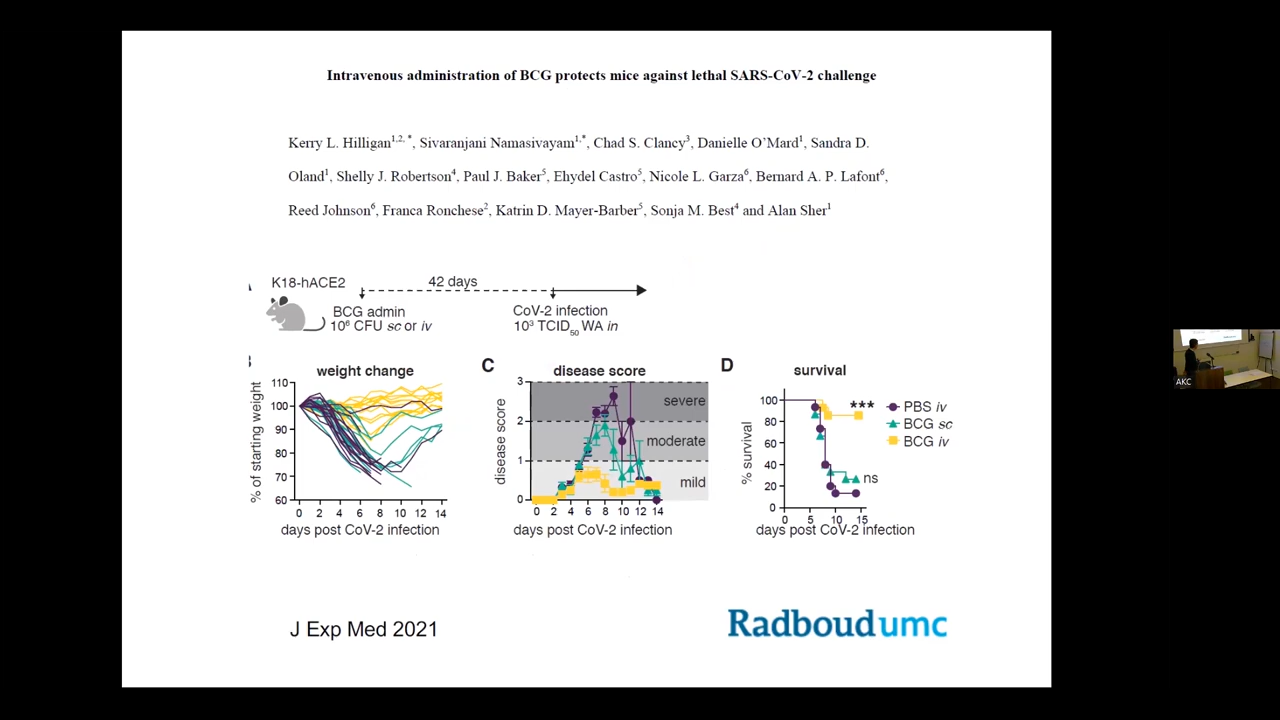 Intravenous administration of BCG protects mice against lethal SARS-CoV-2 challenge
Kerry L. Hilligan1,2, *, Sivaranjani Namasivayam1,*, Chad S. Clancy3, Danielle O'Mard1, Sandra D.
Oland1, Shelly J. Robertson4, Paul J. Baker5, Ehydel Castro5, Nicole L. Garza6, Bernard A. P. Lafont6,
Reed Johnson6, Franca Ronchese2, Katrin D. Mayer-Barber5, Sonja M. Best4 and Alan Sher1
K18-hACE2
42 days
BCG admin
10⁶ CFU sc or iv
CoV-2 infection
10³ TCID50 WA in
weight change
% of starting weight
110
100
90
80
70
60
0 2 4 6 8 10 12 14
days post CoV-2 infection
C
disease score
disease score
3
2
1
0
severe
moderate
mild
0 2 4 6 8 10 12 14
days post CoV-2 infection
D
survival
% survival
100
80
60
40
20
0
***
ns
0 5 10 15
days post CoV-2 infection
PBS iv
BCG sc
BCG iv
J Exp Med 2021
Radboudumc
AKC